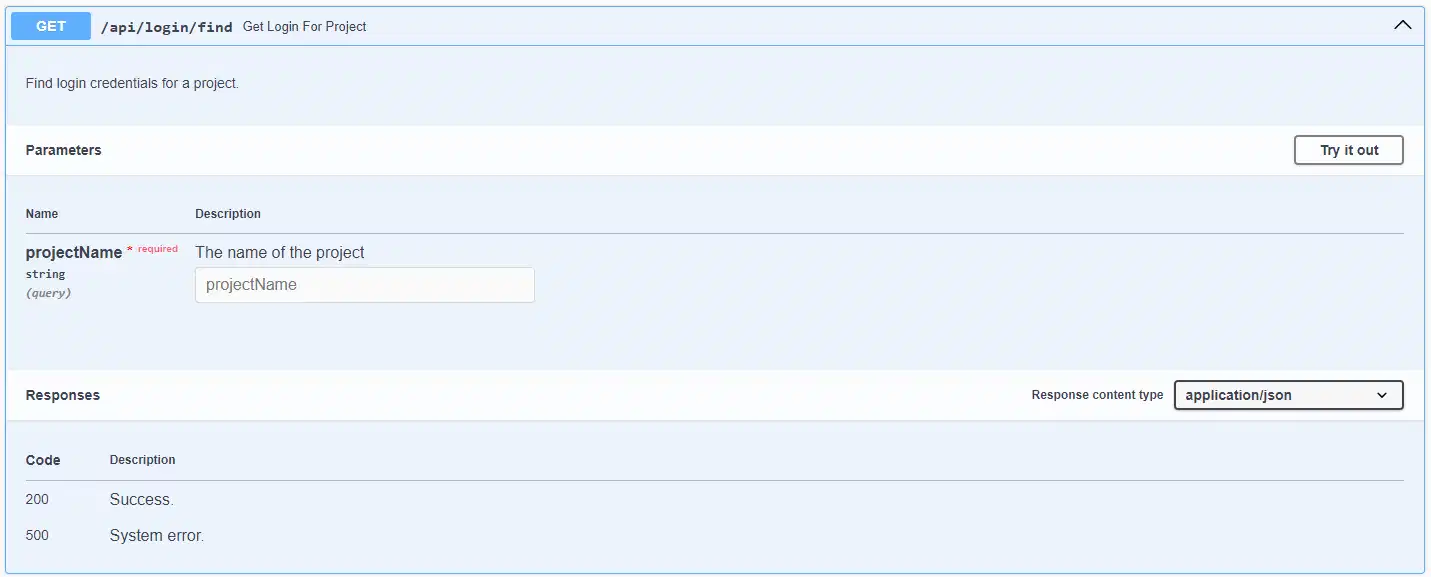 GET /api/login/find Get Login For Project
Find login credentials for a project.
Parameters Try it out
Name Description
projectName * required The name of the project
string projectName
(query)
Responses Response content type application/json
Code Description
200 Success.
500 System error.